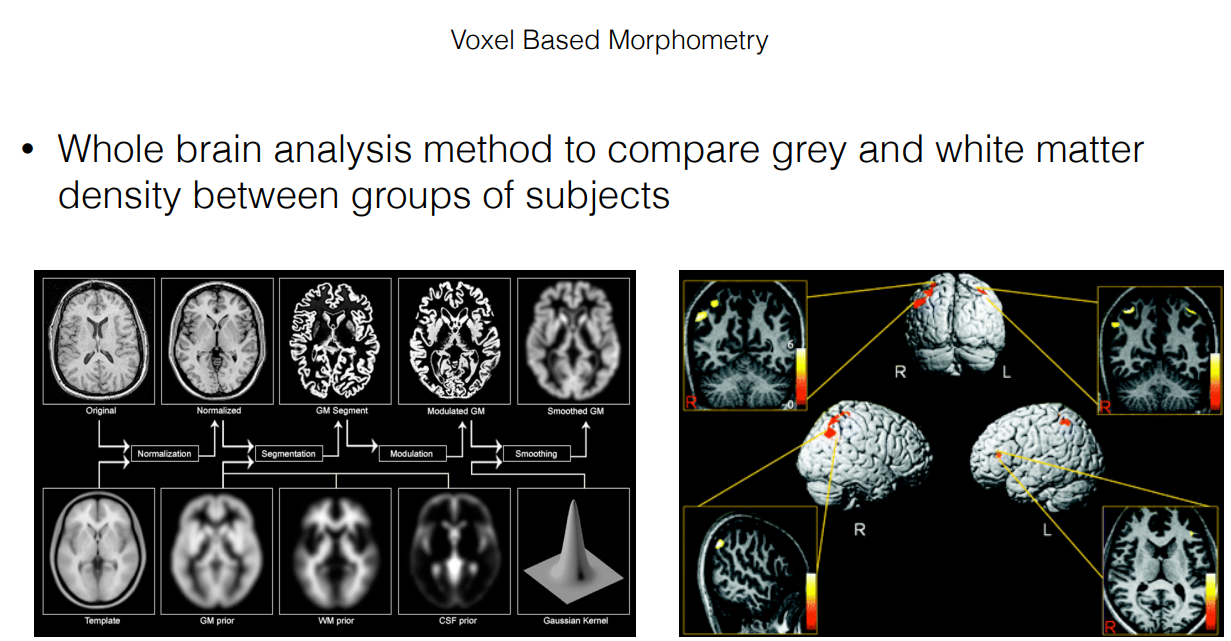 Voxel Based Morphometry
• Whole brain analysis method to compare grey and white matter
density between groups of subjects
Original
Normalized
GM Segment
Modulated GM
Smoothed GM
Normalization
Segmentation
Modulation
Smoothing
Template
GM prior
WM prior
CSF prior
Gaussian Kernel
6
0
R
R L
R
R
L
R